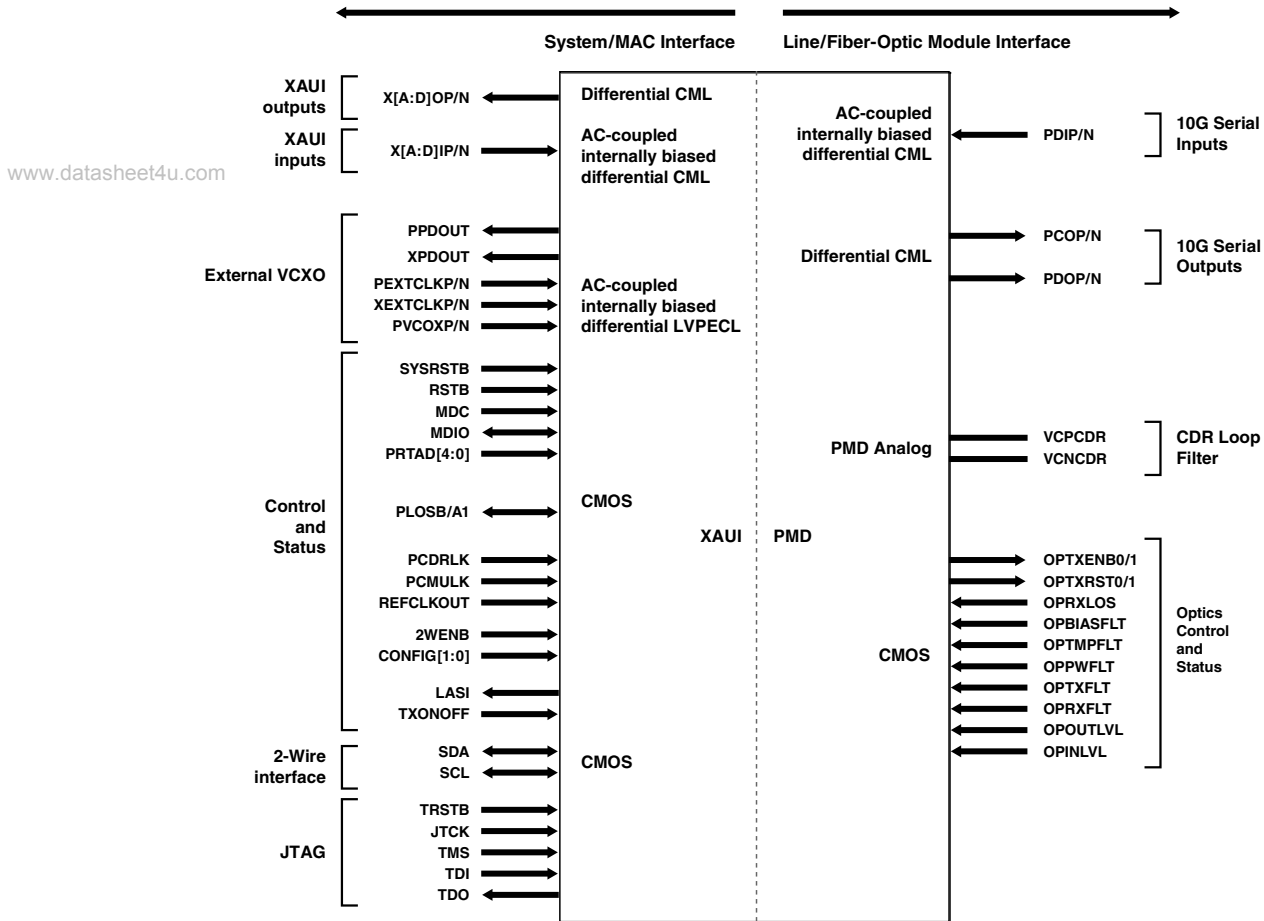 System/MAC Interface
Line/Fiber-Optic Module Interface
XAUI
outputs
X[A:D]OP/N
Differential CML
XAUI
inputs
X[A:D]IP/N
AC-coupled
internally biased
differential CML
www.datasheet4u.com
External VCXO
PPDOUT
XPDOUT
PEXTCLKP/N
XEXTCLKP/N
PVCOXP/N
AC-coupled
internally biased
differential LVPECL
Control
and
Status
SYSRSTB
RSTB
MDC
MDIO
PRTAD[4:0]
PLOSB/A1
PCDRLK
PCMULK
REFCLKOUT
2WENB
CONFIG[1:0]
LASI
TXONOFF
CMOS
2-Wire
interface
SDA
SCL
CMOS
JTAG
TRSTB
JTCK
TMS
TDI
TDO
XAUI
PMD
AC-coupled
internally biased
differential CML
PDIP/N
10G Serial
Inputs
Differential CML
PCOP/N
PDOP/N
10G Serial
Outputs
PMD Analog
VCPCDR
VCNCDR
CDR Loop
Filter
CMOS
OPTXENB0/1
OPTXRST0/1
OPRXLOS
OPBIASFLT
OPTMPFLT
OPPWFLT
OPTXFLT
OPRXFLT
OPOUTLVL
OPINLVL
Optics
Control
and
Status